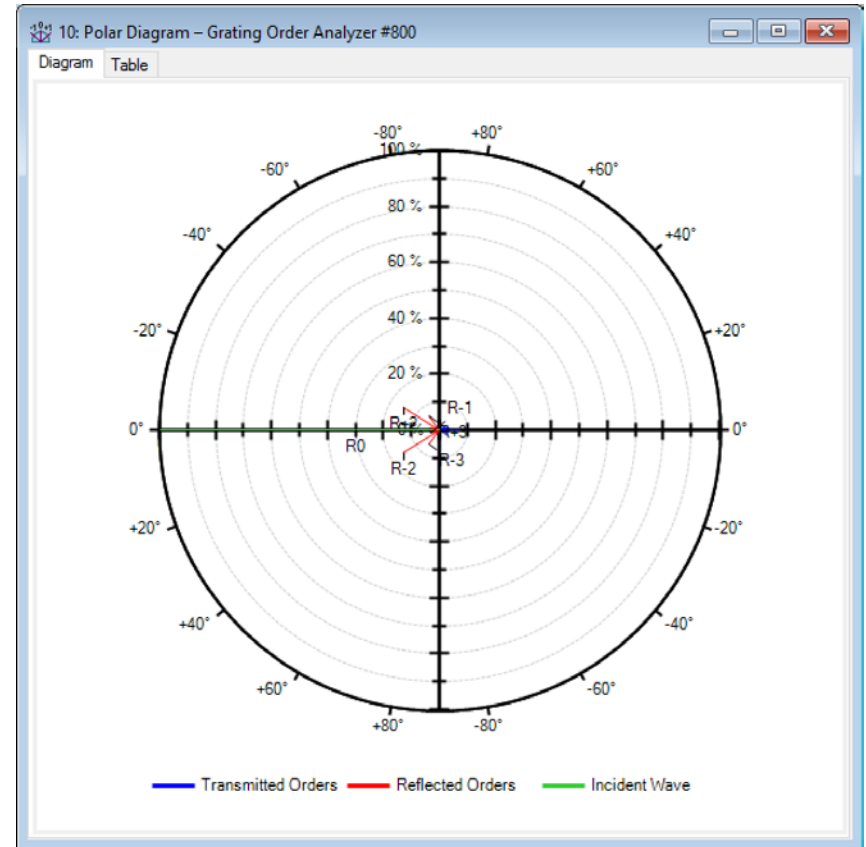 10: Polar Diagram – Grating Order Analyzer #800
Diagram Table
-80° +80°
100 %
-60° +60°
80 %
-40° +40°
60 %
40 %
-20° +20°
20 %
R-1
0° 0°
R0
R-2 R-3
+20° -20°
+40° -40°
+60° -60°
+80° -80°
Transmitted Orders Reflected Orders Incident Wave